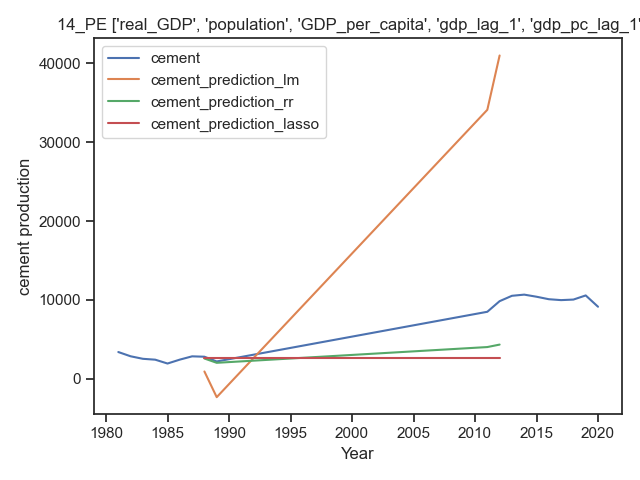 14_PE ['real_GDP', 'population', 'GDP_per_capita', 'gdp_lag_1', 'gdp_pc_lag_1'
cement
cement_prediction_lm
cement_prediction_rr
cement_prediction_lasso
cement production
40000
30000
20000
10000
0
1980 1985 1990 1995 2000 2005 2010 2015 2020
Year